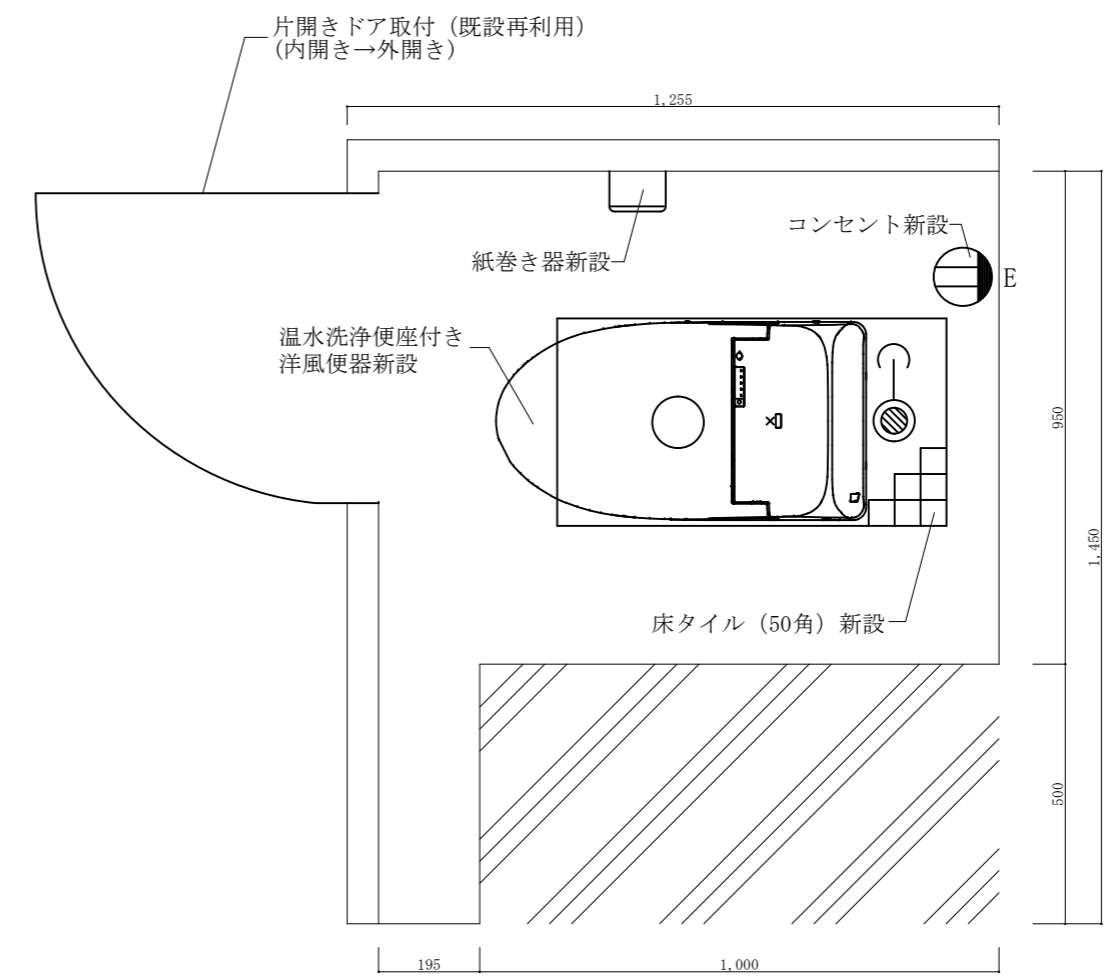 片開きドア取付（既設再利用）
(内開き→外開き)
1,255
コンセント新設
紙巻き器新設
E
温水洗浄便座付き
洋風便器新設
950
1,450
床タイル（50角）新設
500
195
1,000